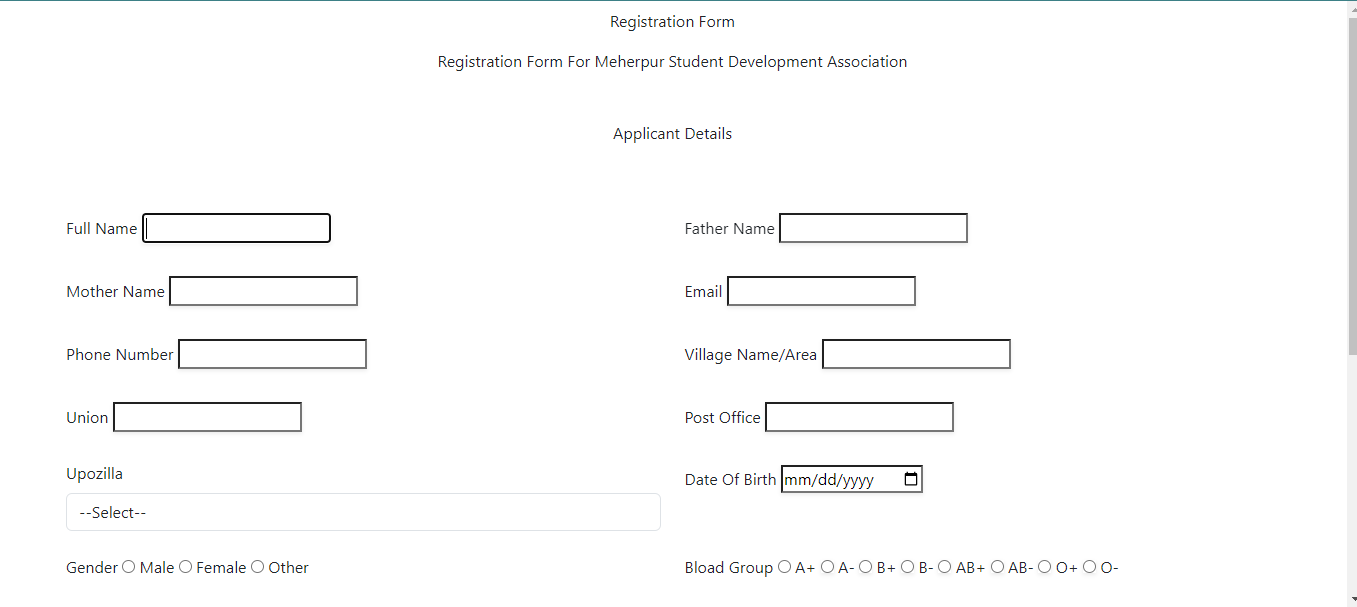 Registration Form
Registration Form For Meherpur Student Development Association
Applicant Details
Full Name
Father Name
Mother Name
Email
Phone Number
Village Name/Area
Union
Post Office
Upozilla
--Select--
Date Of Birth mm/dd/yyyy
Gender Male Female Other
Bload Group A+ A- B+ B- AB+ AB- O+ O-